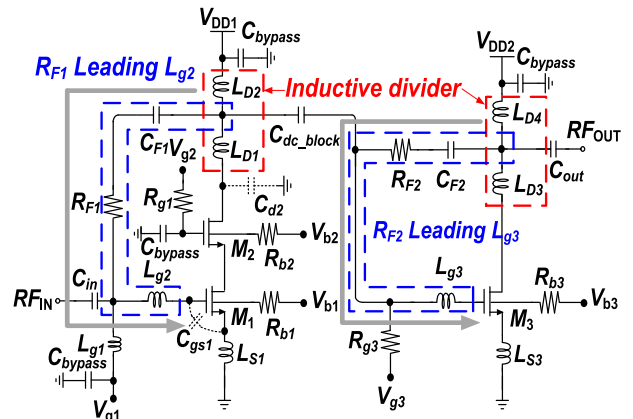 V_DD1
C_bypass
V_DD2
C_bypass
R_F1 Leading L_g2
L_D2
Inductive divider
L_D4
RF_OUT
C_F1
V_g2
L_D1
C_dc_block
R_F2
C_F2
L_D3
C_out
R_F1
R_g1
C_d2
R_F2 Leading L_g3
C_bypass
M_2
R_b2
V_b2
C_in
L_g2
L_g3
R_b3
RF_IN
M_1
R_b1
V_b1
M_3
V_b3
L_g1
C_gs1
L_S1
R_g3
L_S3
C_bypass
V_g1
V_g3